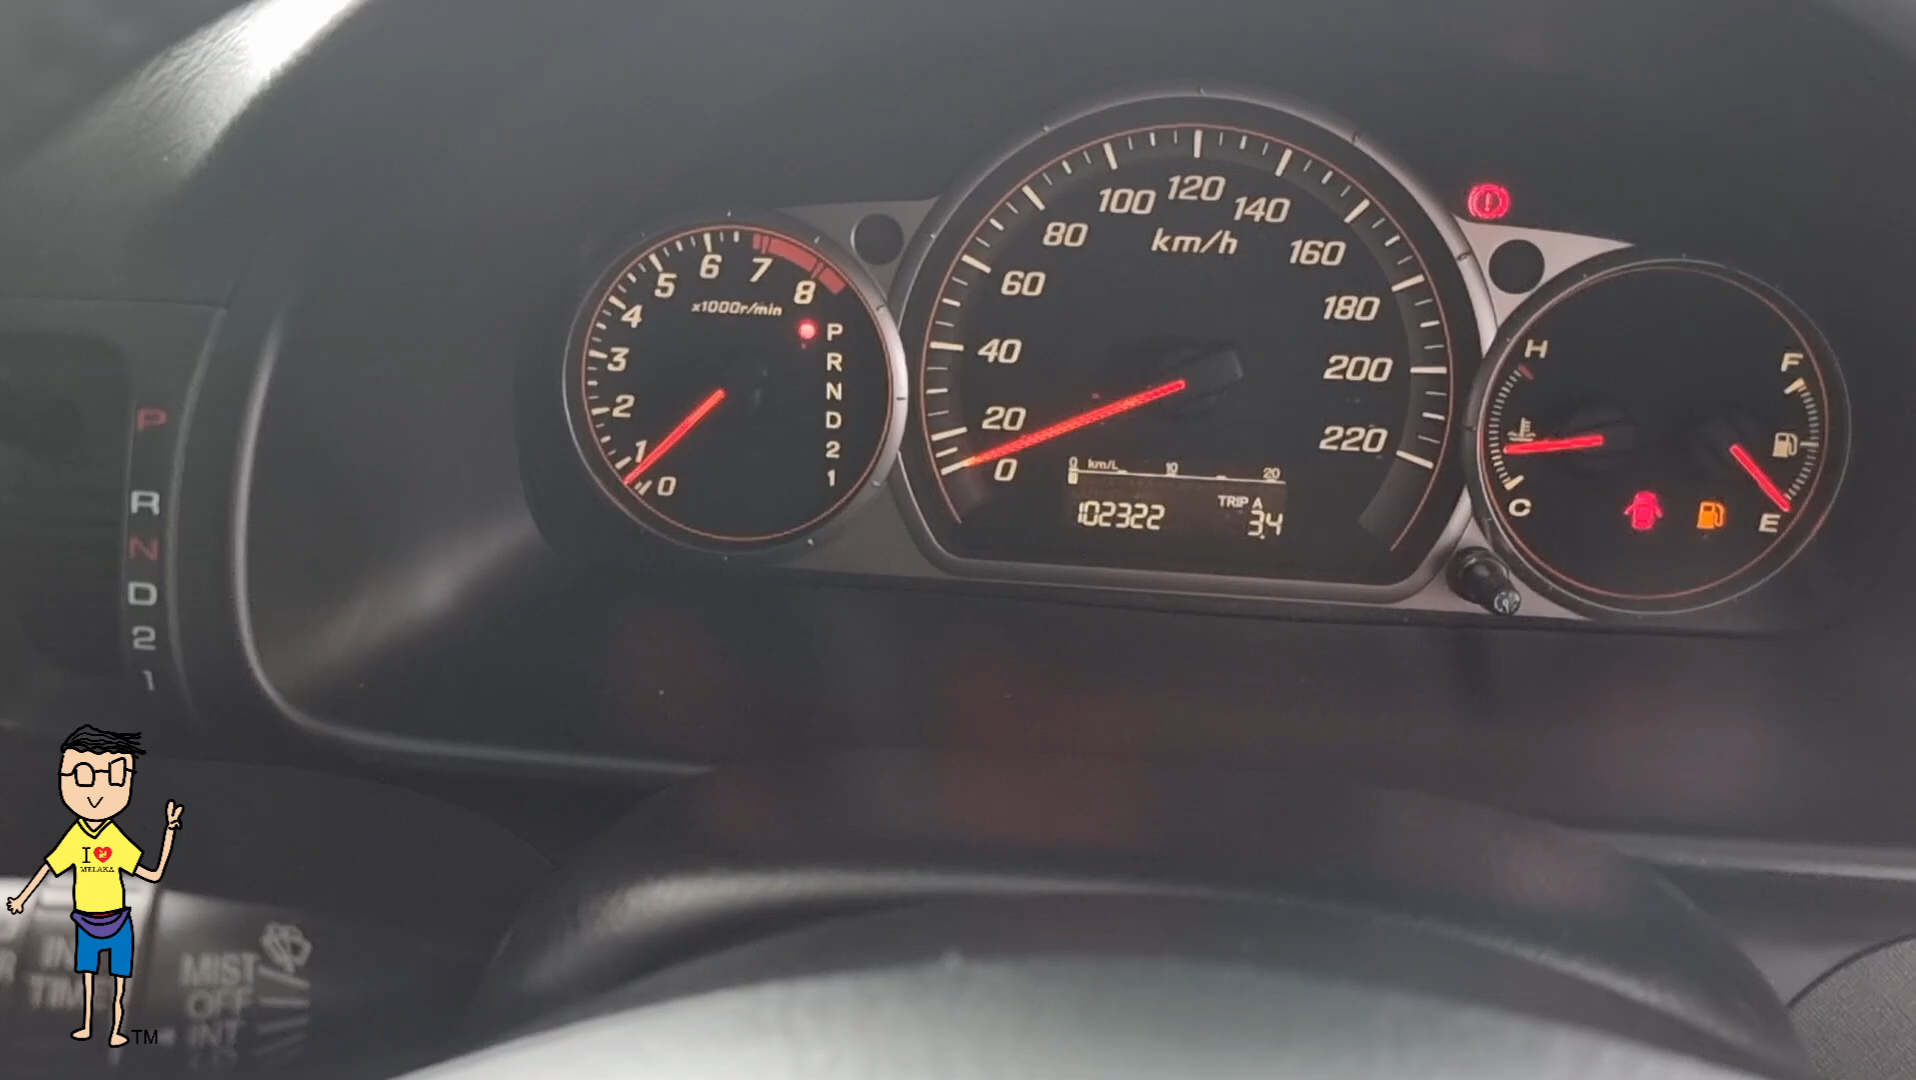 0 1 2 3 4 5 6 7 8
x1000r/min
P
R
N
D
2
1
0 20 40 60 80 100 120 140 160 180 200 220
km/h
0 km/L 10 20
TRIP A
102322 3.4
H
C
F
E
P
R
N
D
2
1
I
MELAKA
TM
MIST
OFF
INT